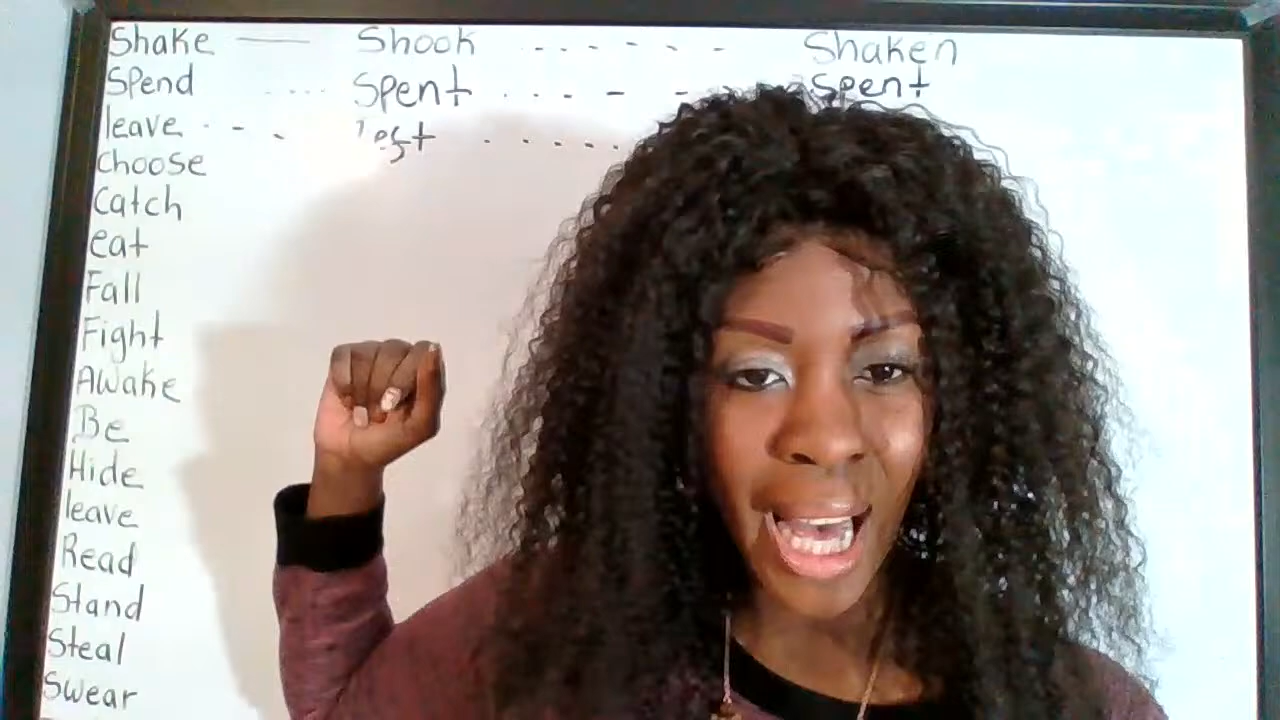 Shake —— Shook ...- - - - Shaken
Spend .... Spent . . . - - - Spent
leave . - - . . . . .
Choose
Catch
eat
Fall
Fight
Awake
Be
Hide
leave
Read
Stand
Steal
Swear